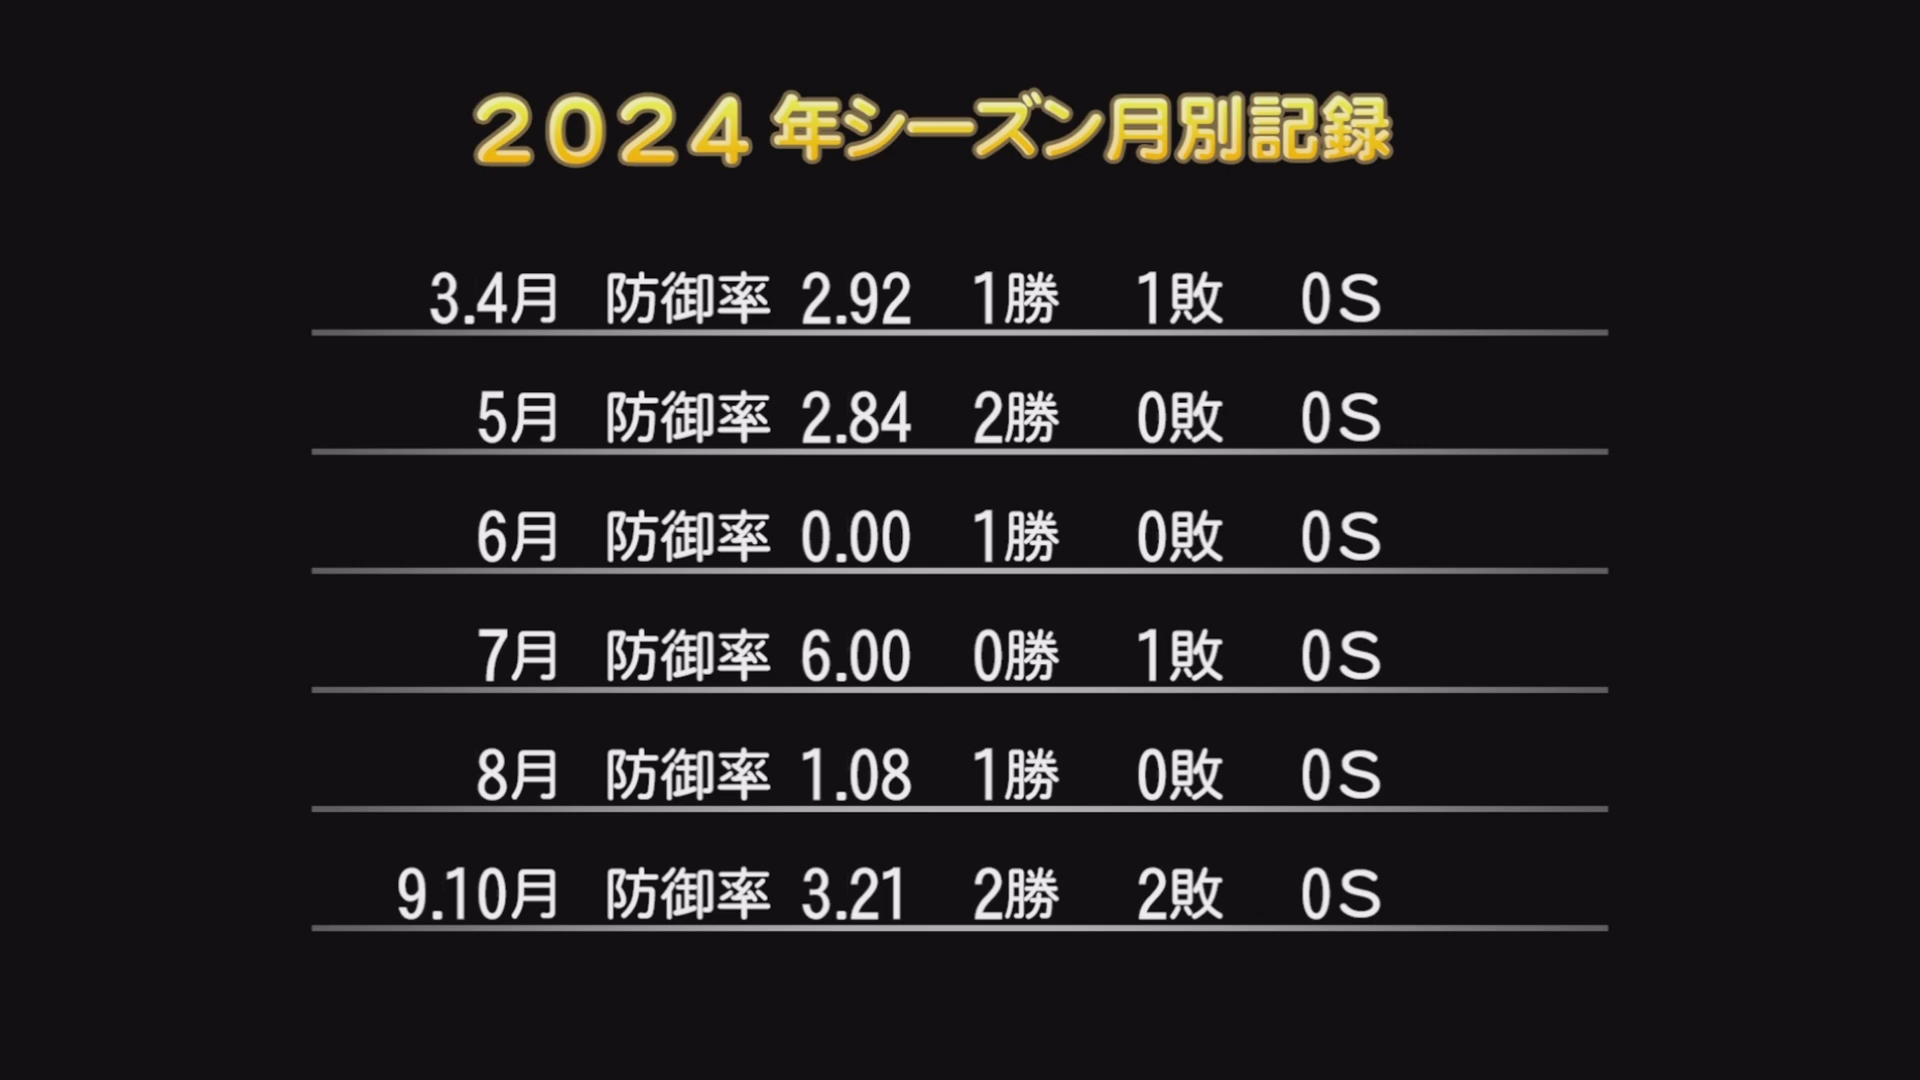 2024年シーズン月別記録
3.4月 防御率 2.92 1勝 1敗 0S
5月 防御率 2.84 2勝 0敗 0S
6月 防御率 0.00 1勝 0敗 0S
7月 防御率 6.00 0勝 1敗 0S
8月 防御率 1.08 1勝 0敗 0S
9.10月 防御率 3.21 2勝 2敗 0S